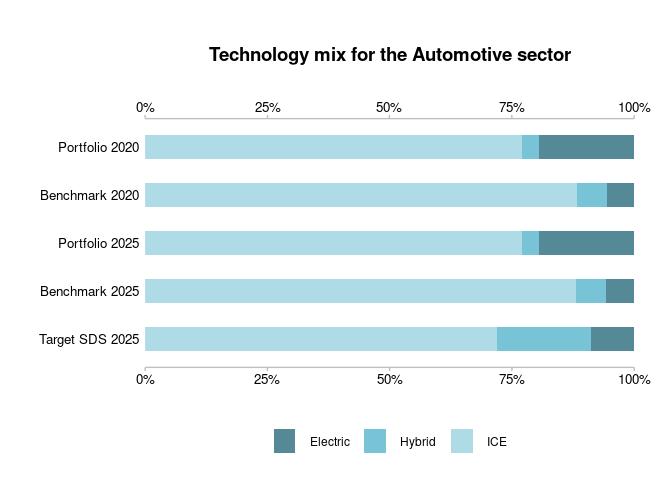 Technology mix for the Automotive sector
0% 25% 50% 75% 100%
Portfolio 2020
Benchmark 2020
Portfolio 2025
Benchmark 2025
Target SDS 2025
0% 25% 50% 75% 100%
Electric Hybrid ICE